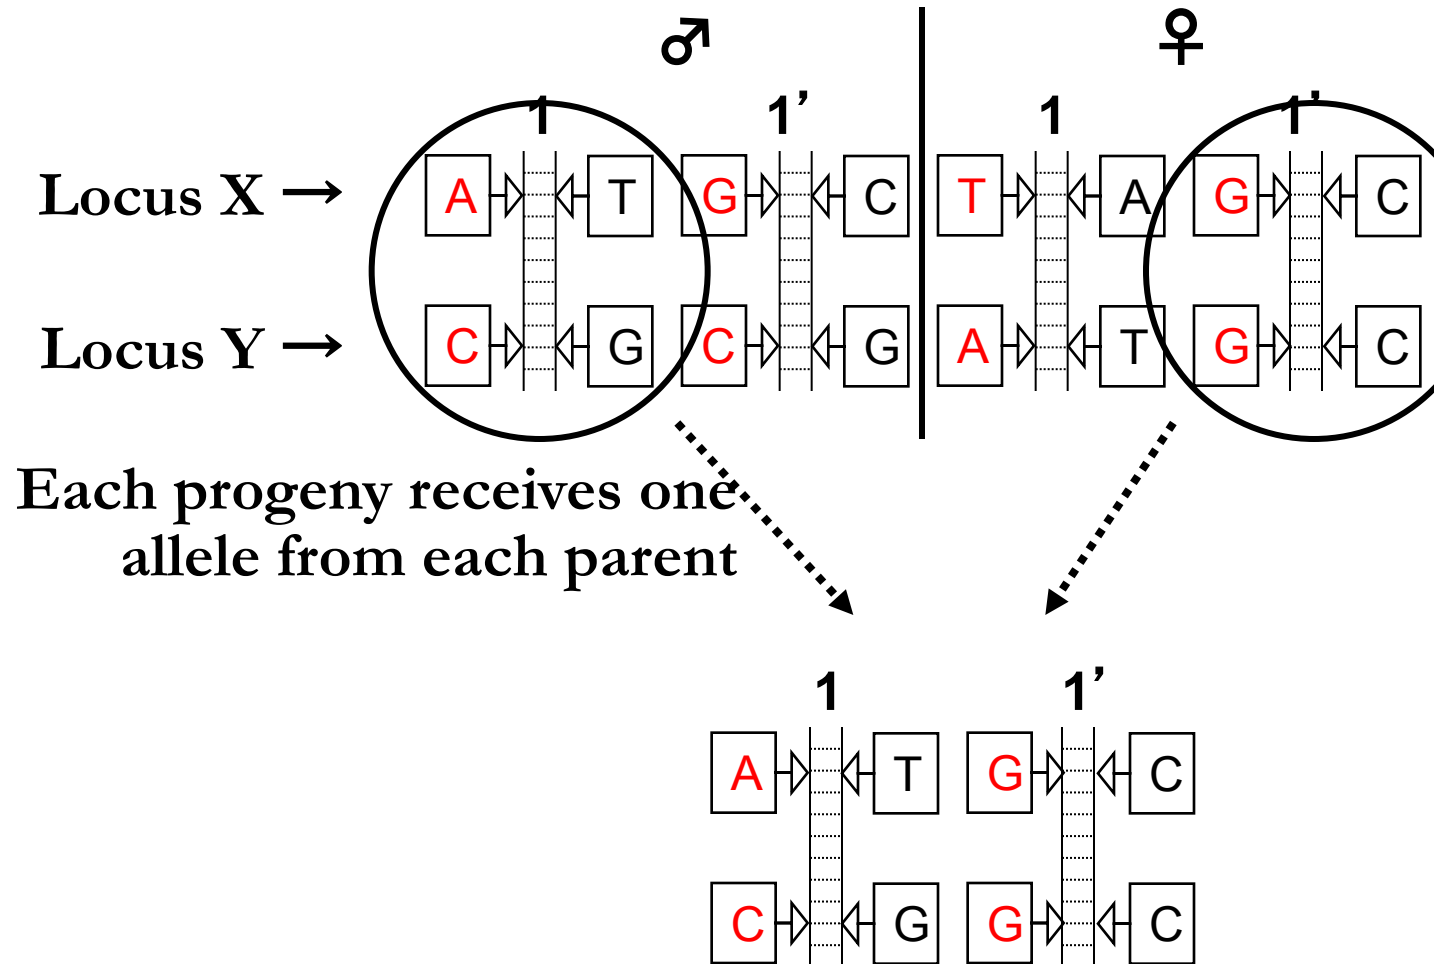 ♂ ♀
1 1’ 1 1’
Locus X → A T G C T A G C
Locus Y → C G C G A T G C
Each progeny receives one
allele from each parent
1 1’
A T G C
C G G C